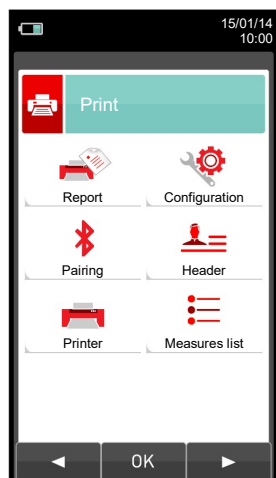 15/01/14
10:00
Print
Report
Configuration
Pairing
Header
Printer
Measures list
OK